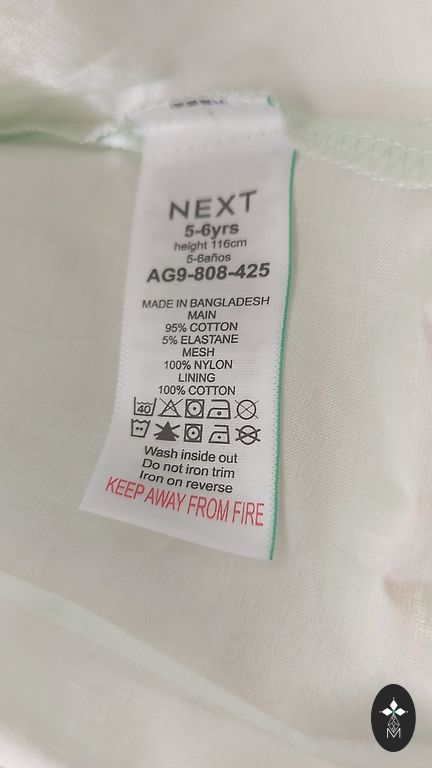 NEXT
5-6yrs
height 116cm
5-6años
AG9-808-425
MADE IN BANGLADESH
MAIN
95% COTTON
5% ELASTANE
MESH
100% NYLON
LINING
100% COTTON
40
Wash inside out
Do not iron trim
Iron on reverse
KEEP AWAY FROM FIRE